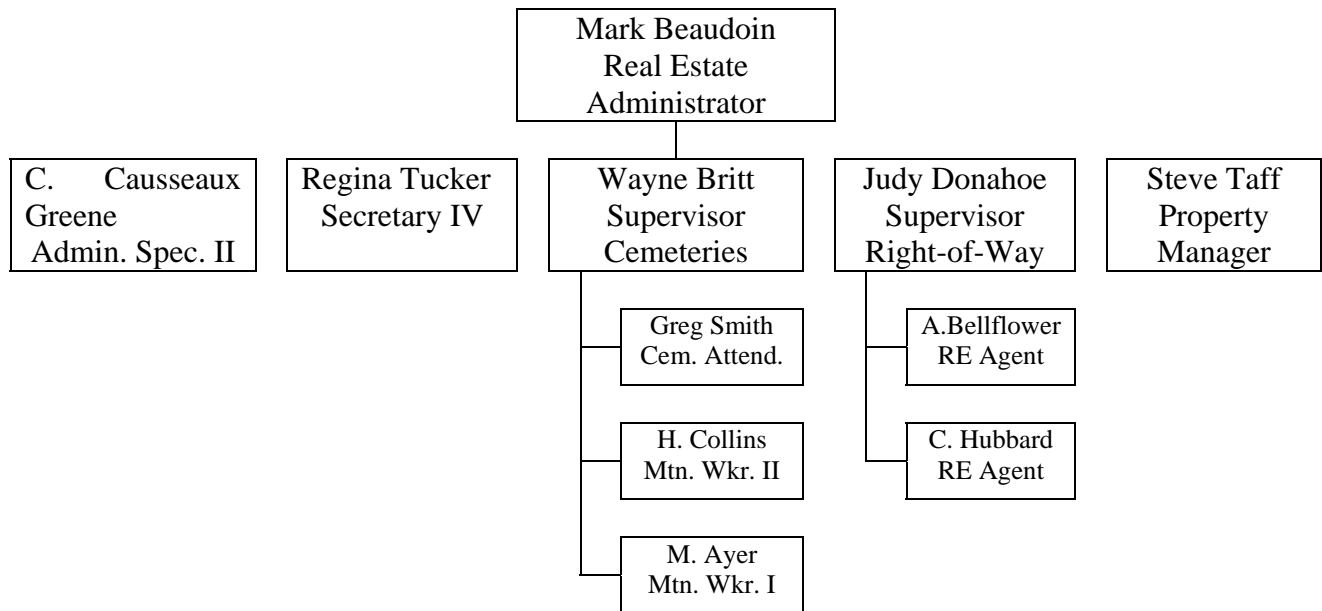 Mark Beaudoin
Real Estate
Administrator
C. Causseaux
Greene
Admin. Spec. II
Regina Tucker
Secretary IV
Wayne Britt
Supervisor
Cemeteries
Judy Donahoe
Supervisor
Right-of-Way
Steve Taff
Property
Manager
Greg Smith
Cem. Attend.
A.Bellflower
RE Agent
H. Collins
Mtn. Wkr. II
C. Hubbard
RE Agent
M. Ayer
Mtn. Wkr. I